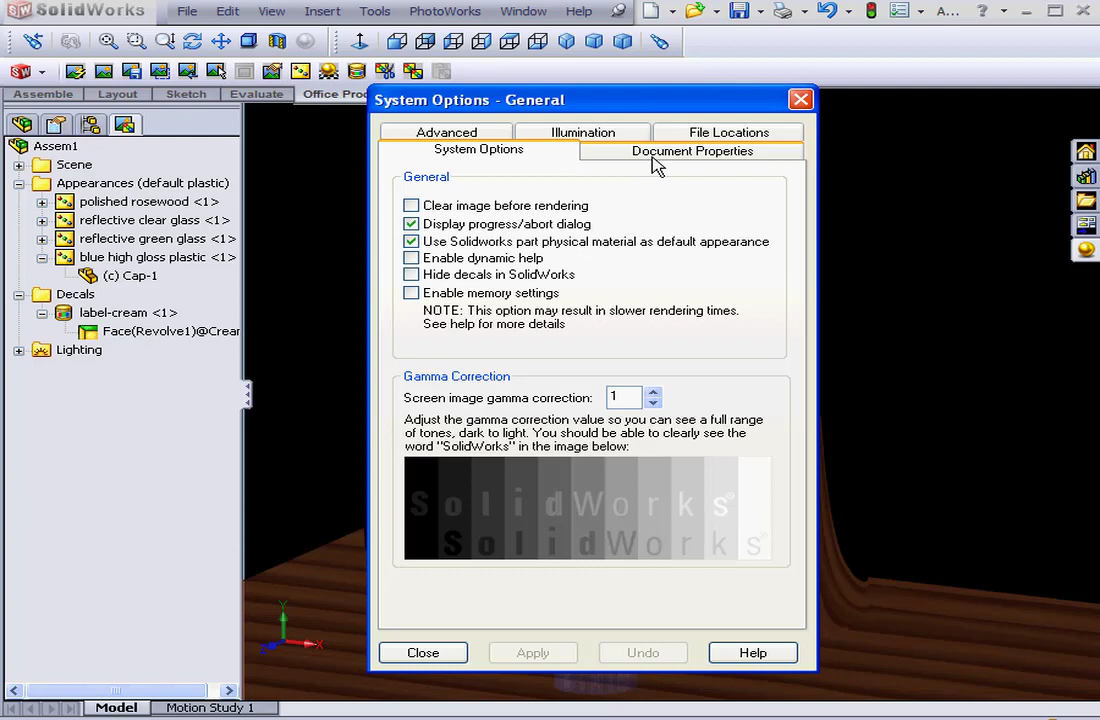 SolidWorks File Edit View Insert Tools PhotoWorks Window Help A... ?
Assemble Layout Sketch Evaluate Office Prod
System Options - General
Advanced Illumination File Locations
System Options Document Properties
Assem1
Scene
Appearances (default plastic)
polished rosewood <1>
reflective clear glass <1>
reflective green glass <1>
blue high gloss plastic <1>
(c) Cap-1
Decals
label-cream <1>
Face(Revolve1)@Crear
Lighting
General
Clear image before rendering
Display progress/abort dialog
Use Solidworks part physical material as default appearance
Enable dynamic help
Hide decals in SolidWorks
Enable memory settings
NOTE: This option may result in slower rendering times.
See help for more details
Gamma Correction
Screen image gamma correction: 1
Adjust the gamma correction value so you can see a full range
of tones, dark to light. You should be able to clearly see the
word "SolidWorks" in the image below:
SolidWorks®
SolidWorks®
Close Apply Undo Help
Y
X
Z
Model Motion Study 1